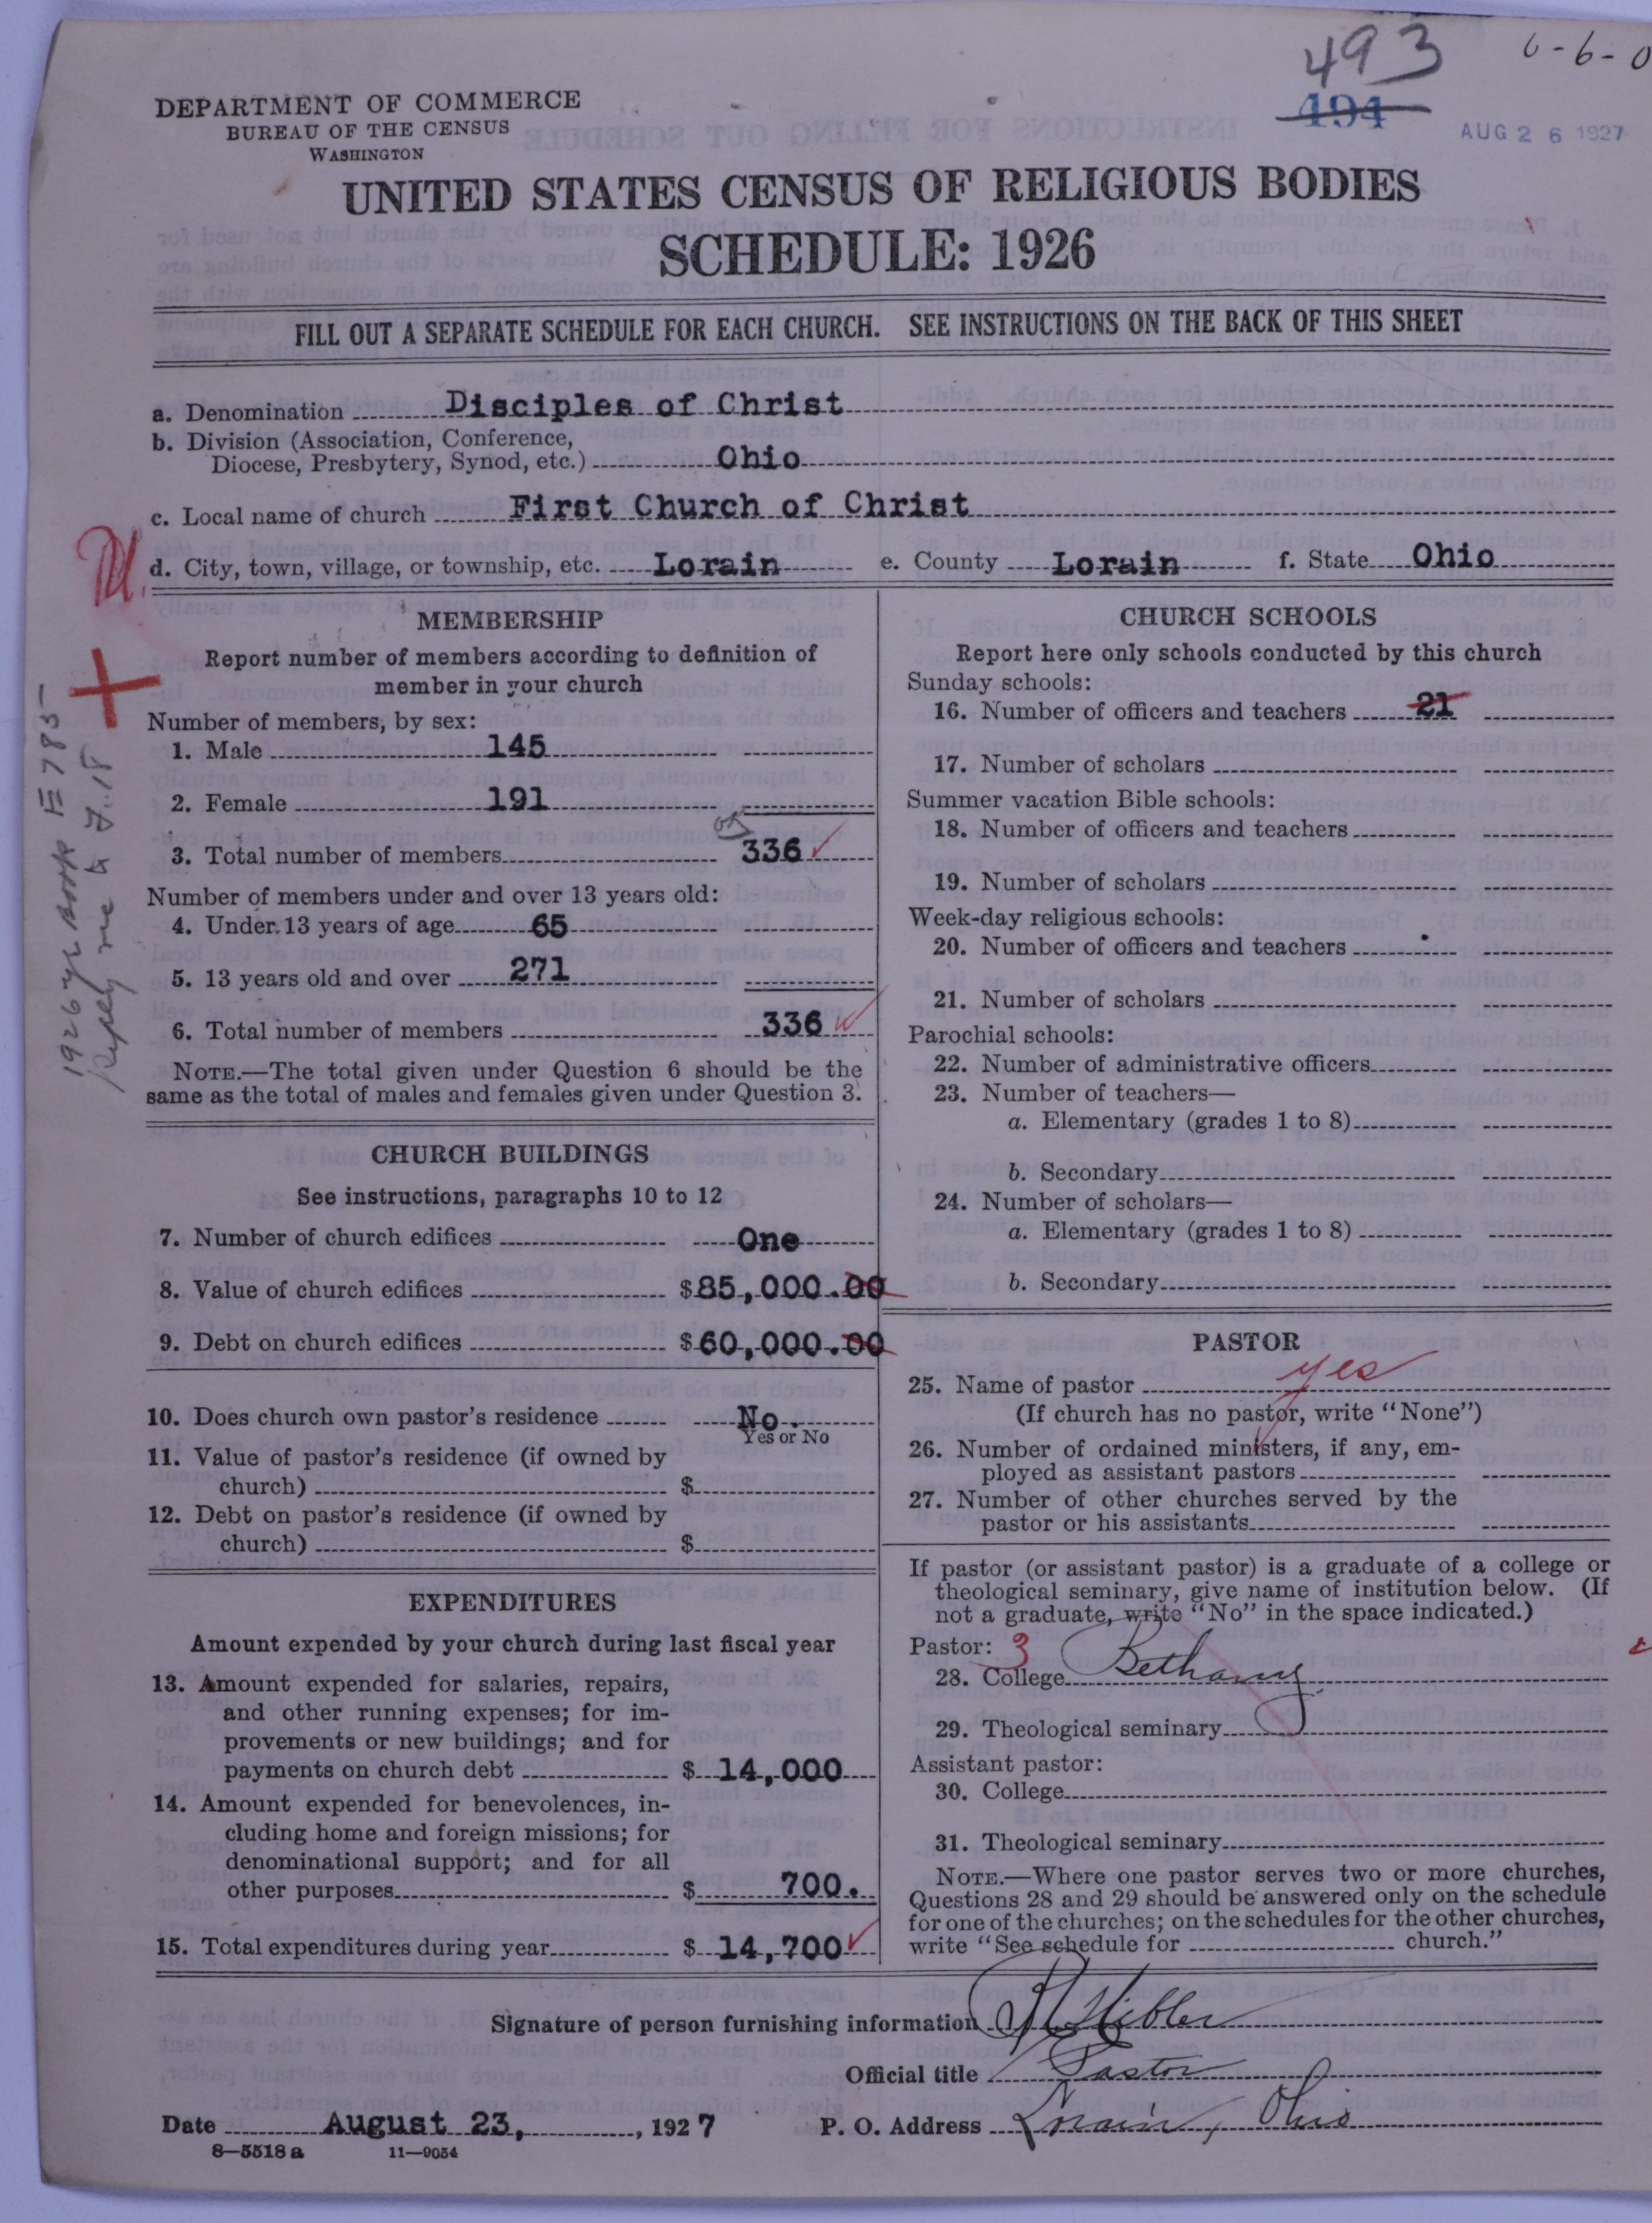 493
6-6-0
494
AUG 26 1927
DEPARTMENT OF COMMERCE
BUREAU OF THE CENSUS
WASHINGTON
UNITED STATES CENSUS OF RELIGIOUS BODIES
SCHEDULE: 1926
FILL OUT A SEPARATE SCHEDULE FOR EACH CHURCH. SEE INSTRUCTIONS ON THE BACK OF THIS SHEET
a. Denomination Disciples of Christ
b. Division (Association, Conference,
Diocese, Presbytery, Synod, etc.) Ohio
c. Local name of church First Church of Christ
d. City, town, village, or township, etc. Lorain e. County Lorain f. State Ohio
MEMBERSHIP
Report number of members according to definition of
member in your church
Number of members, by sex:
1. Male 145
2. Female 191
3. Total number of members 336
Number of members under and over 13 years old:
4. Under 13 years of age 65
5. 13 years old and over 271
6. Total number of members 336
NOTE.—The total given under Question 6 should be the
same as the total of males and females given under Question 3.
CHURCH BUILDINGS
See instructions, paragraphs 10 to 12
7. Number of church edifices One
8. Value of church edifices $85,000.00
9. Debt on church edifices $60,000.00
10. Does church own pastor's residence No.
Yes or No
11. Value of pastor's residence (if owned by
church) $
12. Debt on pastor's residence (if owned by
church) $
EXPENDITURES
Amount expended by your church during last fiscal year
13. Amount expended for salaries, repairs,
and other running expenses; for im-
provements or new buildings; and for
payments on church debt $ 14,000
14. Amount expended for benevolences, in-
cluding home and foreign missions; for
denominational support; and for all
other purposes $ 700.
15. Total expenditures during year $ 14,700
CHURCH SCHOOLS
Report here only schools conducted by this church
Sunday schools:
16. Number of officers and teachers 21
17. Number of scholars
Summer vacation Bible schools:
18. Number of officers and teachers
19. Number of scholars
Week-day religious schools:
20. Number of officers and teachers
21. Number of scholars
Parochial schools:
22. Number of administrative officers
23. Number of teachers—
a. Elementary (grades 1 to 8)
b. Secondary
24. Number of scholars—
a. Elementary (grades 1 to 8)
b. Secondary
PASTOR
25. Name of pastor yes
(If church has no pastor, write "None")
26. Number of ordained ministers, if any, em-
ployed as assistant pastors
27. Number of other churches served by the
pastor or his assistants
If pastor (or assistant pastor) is a graduate of a college or
theological seminary, give name of institution below. (If
not a graduate, write "No" in the space indicated.)
Pastor: 3
28. College Bethany
29. Theological seminary
Assistant pastor:
30. College
31. Theological seminary
NOTE.—Where one pastor serves two or more churches,
Questions 28 and 29 should be answered only on the schedule
for one of the churches; on the schedules for the other churches,
write "See schedule for church."
Signature of person furnishing information
Official title Pastor
Date August 23, 1927 P. O. Address Lorain, Ohio
8—5518a 11—9054